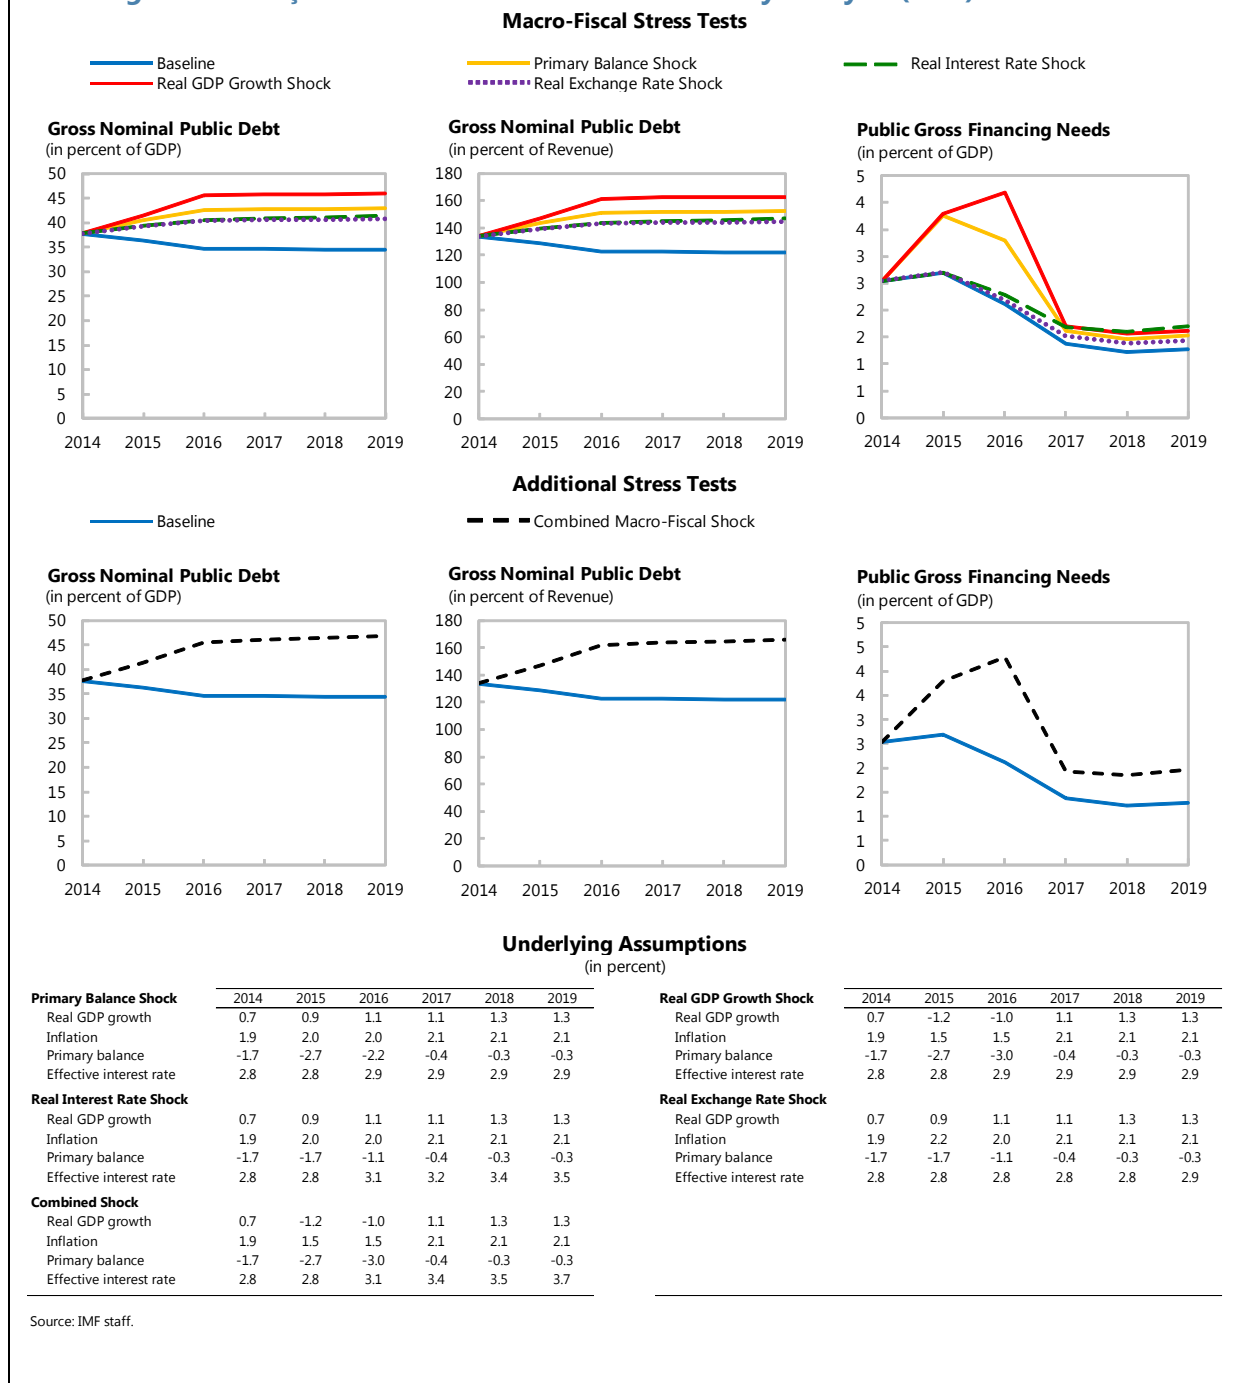 Macro-Fiscal Stress Tests
Baseline
Primary Balance Shock
Real Interest Rate Shock
Real GDP Growth Shock
Real Exchange Rate Shock
Gross Nominal Public Debt
(in percent of GDP)
50
45
40
35
30
25
20
15
10
5
0
2014 2015 2016 2017 2018 2019
Gross Nominal Public Debt
(in percent of Revenue)
180
160
140
120
100
80
60
40
20
0
2014 2015 2016 2017 2018 2019
Public Gross Financing Needs
(in percent of GDP)
5
4
4
3
3
2
2
1
1
0
2014 2015 2016 2017 2018 2019
Additional Stress Tests
Baseline
Combined Macro-Fiscal Shock
Gross Nominal Public Debt
(in percent of GDP)
50
45
40
35
30
25
20
15
10
5
0
2014 2015 2016 2017 2018 2019
Gross Nominal Public Debt
(in percent of Revenue)
180
160
140
120
100
80
60
40
20
0
2014 2015 2016 2017 2018 2019
Public Gross Financing Needs
(in percent of GDP)
5
5
4
4
3
3
2
2
1
1
0
2014 2015 2016 2017 2018 2019
Underlying Assumptions
(in percent)
Primary Balance Shock 2014 2015 2016 2017 2018 2019
Real GDP growth 0.7 0.9 1.1 1.1 1.3 1.3
Inflation 1.9 2.0 2.0 2.1 2.1 2.1
Primary balance -1.7 -2.7 -2.2 -0.4 -0.3 -0.3
Effective interest rate 2.8 2.8 2.9 2.9 2.9 2.9
Real Interest Rate Shock
Real GDP growth 0.7 0.9 1.1 1.1 1.3 1.3
Inflation 1.9 2.0 2.0 2.1 2.1 2.1
Primary balance -1.7 -1.7 -1.1 -0.4 -0.3 -0.3
Effective interest rate 2.8 2.8 3.1 3.2 3.4 3.5
Combined Shock
Real GDP growth 0.7 -1.2 -1.0 1.1 1.3 1.3
Inflation 1.9 1.5 1.5 2.1 2.1 2.1
Primary balance -1.7 -2.7 -3.0 -0.4 -0.3 -0.3
Effective interest rate 2.8 2.8 3.1 3.4 3.5 3.7
Real GDP Growth Shock 2014 2015 2016 2017 2018 2019
Real GDP growth 0.7 -1.2 -1.0 1.1 1.3 1.3
Inflation 1.9 1.5 1.5 2.1 2.1 2.1
Primary balance -1.7 -2.7 -3.0 -0.4 -0.3 -0.3
Effective interest rate 2.8 2.8 2.9 2.9 2.9 2.9
Real Exchange Rate Shock
Real GDP growth 0.7 0.9 1.1 1.1 1.3 1.3
Inflation 1.9 2.2 2.0 2.1 2.1 2.1
Primary balance -1.7 -1.7 -1.1 -0.4 -0.3 -0.3
Effective interest rate 2.8 2.8 2.8 2.8 2.8 2.9
Source: IMF staff.